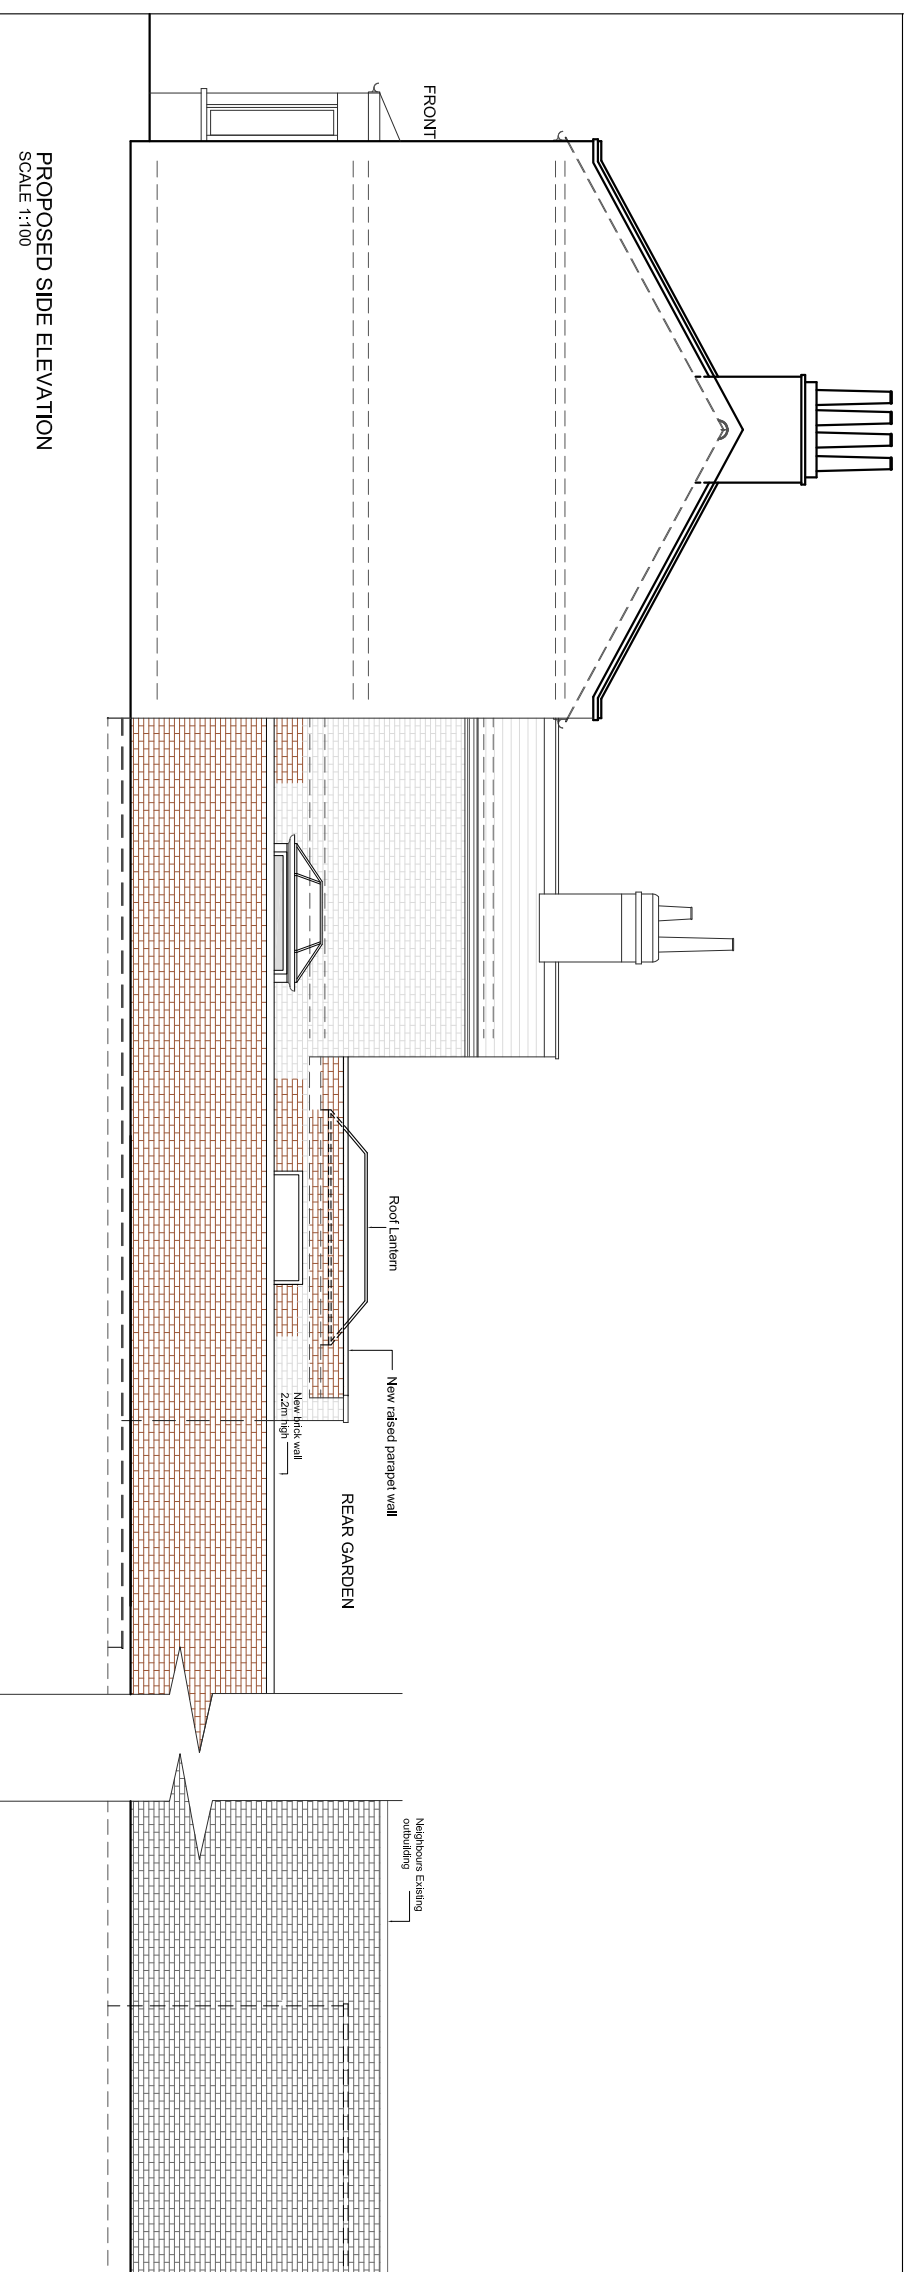 FRONT
Roof Lantern
New raised parapet wall
New brick wall
2.2m high
REAR GARDEN
Neighbours Existing
outbuilding
PROPOSED SIDE ELEVATION
SCALE 1:100